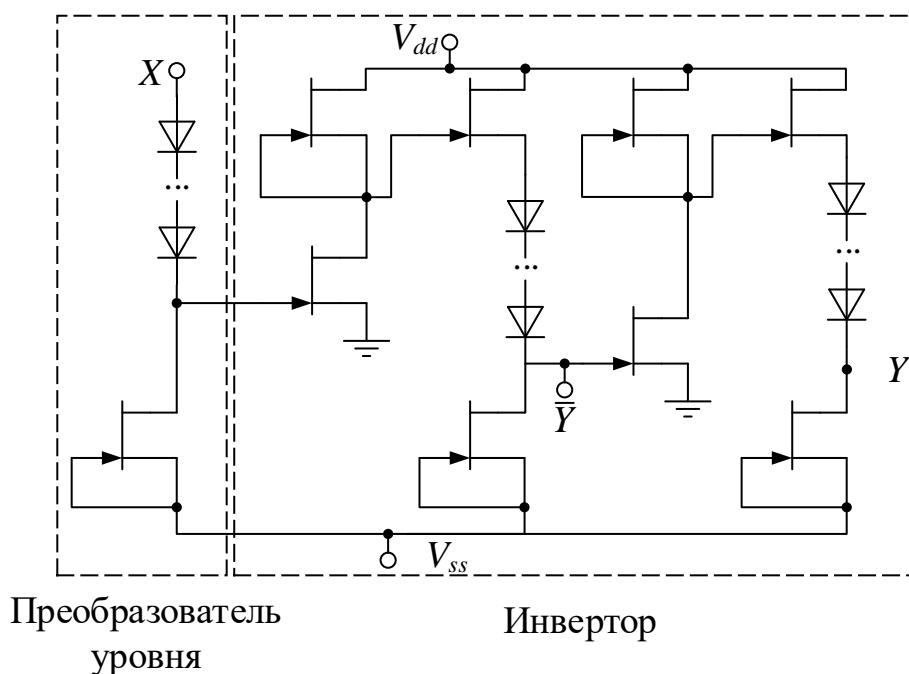 V_dd
X
...
...
...
Y̅
Y
V_ss
Преобразователь
уровня
Инвертор